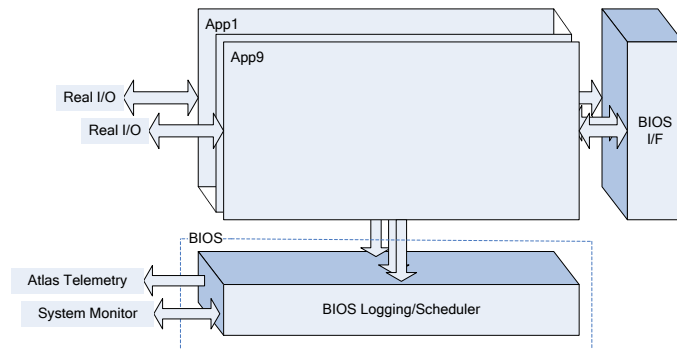 App1
App9
Real I/O
Real I/O
BIOS
I/F
BIOS
Atlas Telemetry
System Monitor
BIOS Logging/Scheduler